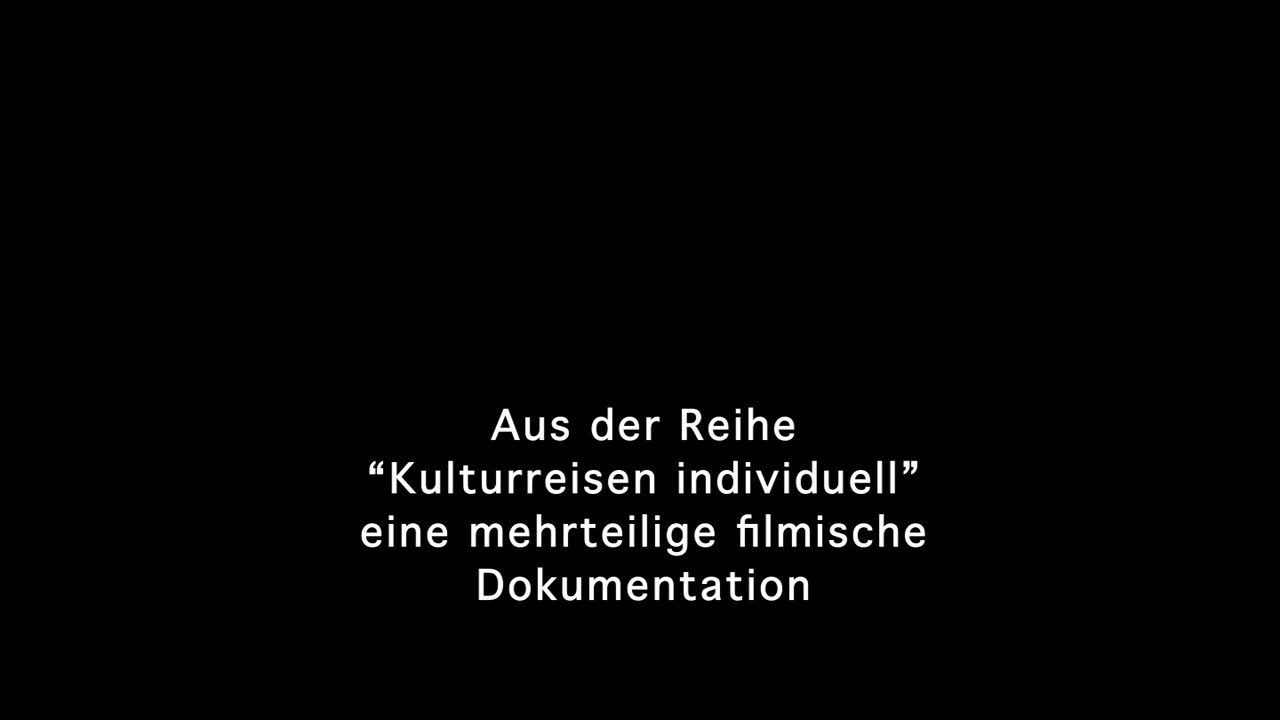 Aus der Reihe
“Kulturreisen individuell”
eine mehrteilige filmische
Dokumentation